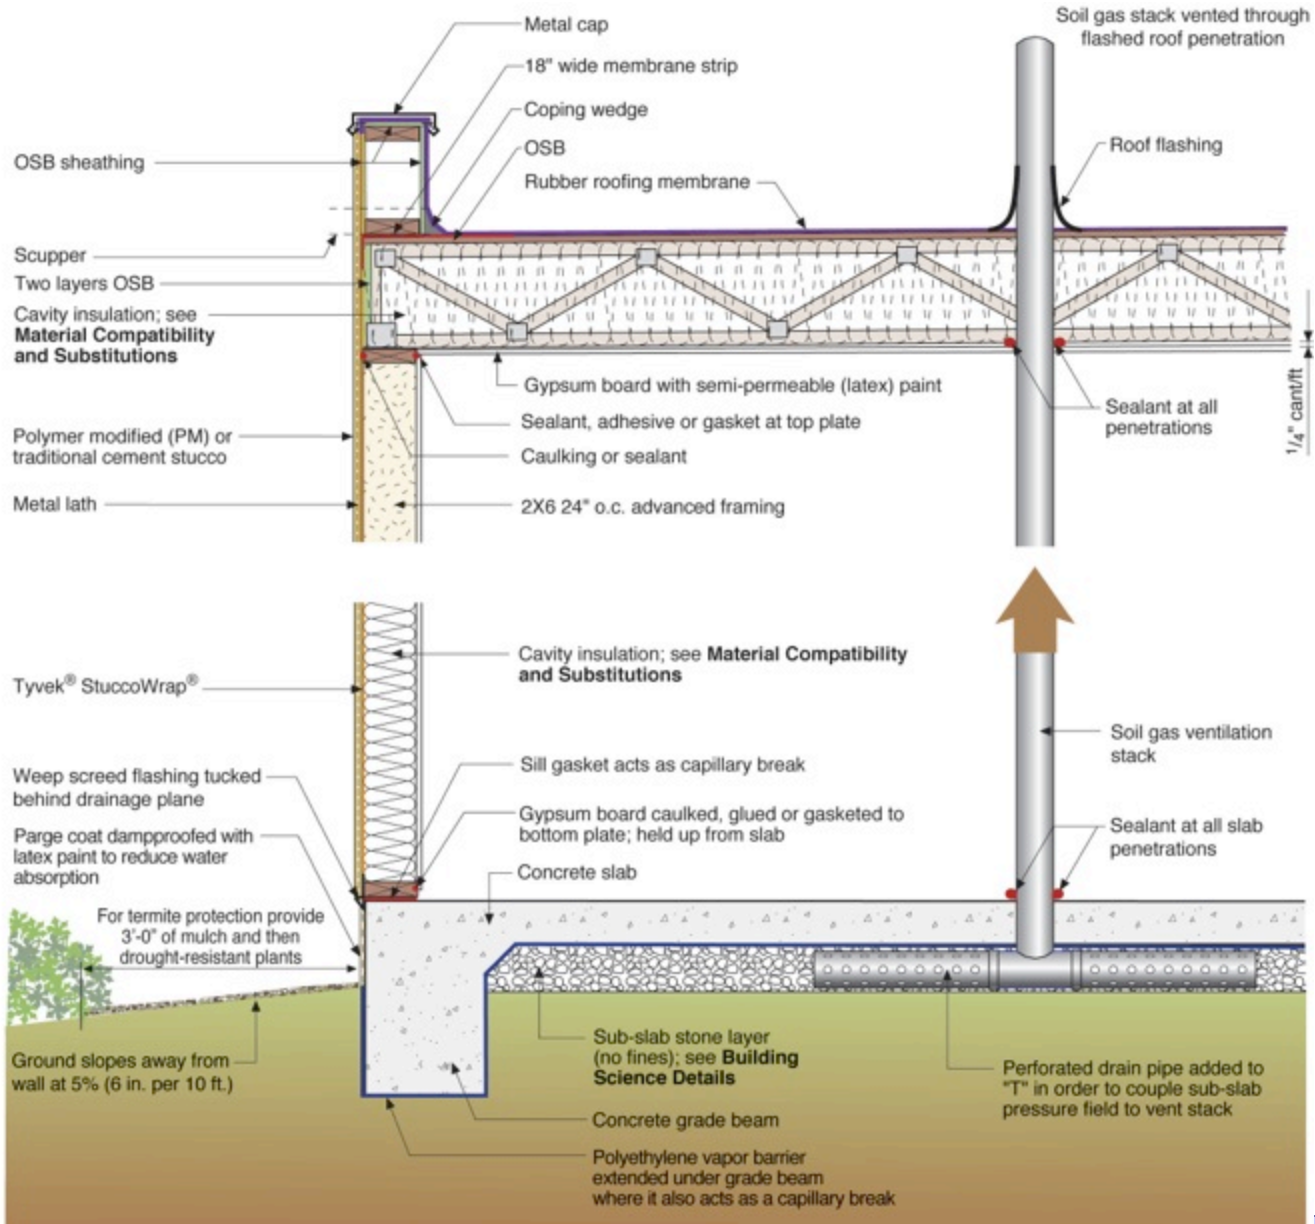 Metal cap
18" wide membrane strip
Coping wedge
OSB
Rubber roofing membrane
Soil gas stack vented through
flashed roof penetration
Roof flashing
OSB sheathing
Scupper
Two layers OSB
Cavity insulation; see
Material Compatibility
and Substitutions
Polymer modified (PM) or
traditional cement stucco
Metal lath
Gypsum board with semi-permeable (latex) paint
Sealant, adhesive or gasket at top plate
Caulking or sealant
2X6 24" o.c. advanced framing
Sealant at all
penetrations
1/4" cant/ft
Tyvek® StuccoWrap®
Weep screed flashing tucked
behind drainage plane
Parge coat dampproofed with
latex paint to reduce water
absorption
For termite protection provide
3'-0" of mulch and then
drought-resistant plants
Ground slopes away from
wall at 5% (6 in. per 10 ft.)
Cavity insulation; see Material Compatibility
and Substitutions
Sill gasket acts as capillary break
Gypsum board caulked, glued or gasketed to
bottom plate; held up from slab
Concrete slab
Soil gas ventilation
stack
Sealant at all slab
penetrations
Sub-slab stone layer
(no fines); see Building
Science Details
Concrete grade beam
Polyethylene vapor barrier
extended under grade beam
where it also acts as a capillary break
Perforated drain pipe added to
"T" in order to couple sub-slab
pressure field to vent stack